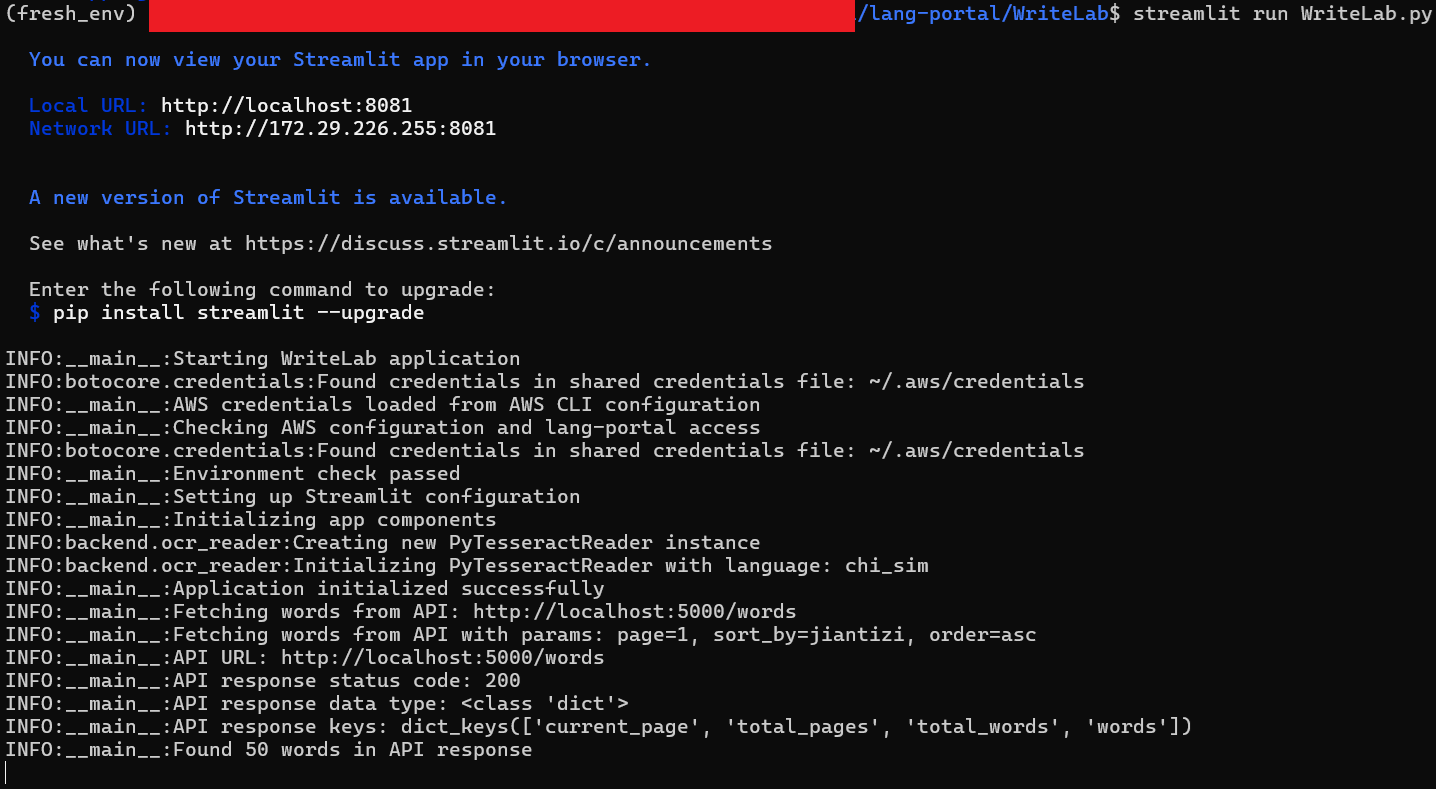 (fresh_env) /lang-portal/WriteLab$ streamlit run WriteLab.py
You can now view your Streamlit app in your browser.
Local URL: http://localhost:8081
Network URL: http://172.29.226.255:8081
A new version of Streamlit is available.
See what's new at https://discuss.streamlit.io/c/announcements
Enter the following command to upgrade:
$ pip install streamlit --upgrade
INFO:__main__:Starting WriteLab application
INFO:botocore.credentials:Found credentials in shared credentials file: ~/.aws/credentials
INFO:__main__:AWS credentials loaded from AWS CLI configuration
INFO:__main__:Checking AWS configuration and lang-portal access
INFO:botocore.credentials:Found credentials in shared credentials file: ~/.aws/credentials
INFO:__main__:Environment check passed
INFO:__main__:Setting up Streamlit configuration
INFO:__main__:Initializing app components
INFO:backend.ocr_reader:Creating new PyTesseractReader instance
INFO:backend.ocr_reader:Initializing PyTesseractReader with language: chi_sim
INFO:__main__:Application initialized successfully
INFO:__main__:Fetching words from API: http://localhost:5000/words
INFO:__main__:Fetching words from API with params: page=1, sort_by=jiantizi, order=asc
INFO:__main__:API URL: http://localhost:5000/words
INFO:__main__:API response status code: 200
INFO:__main__:API response data type: <class 'dict'>
INFO:__main__:API response keys: dict_keys(['current_page', 'total_pages', 'total_words', 'words'])
INFO:__main__:Found 50 words in API response